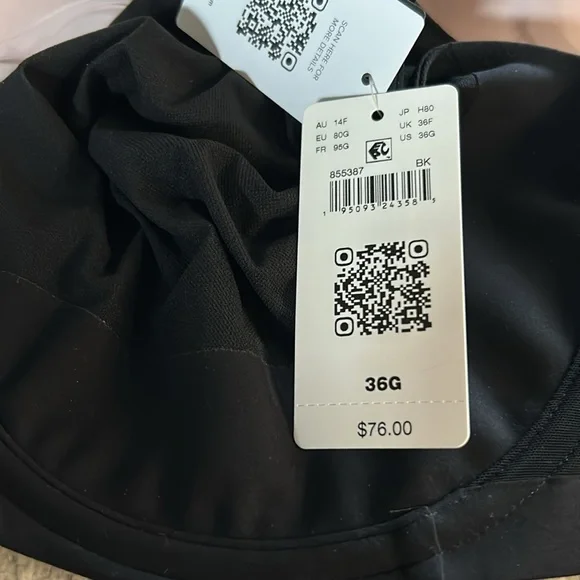 SCAN HERE FOR
MORE DETAILS
AU 14F JP H80
EU 80G UK 36F
FR 95G US 36G
855387 BK
1 95093 24358 5
36G
$76.00